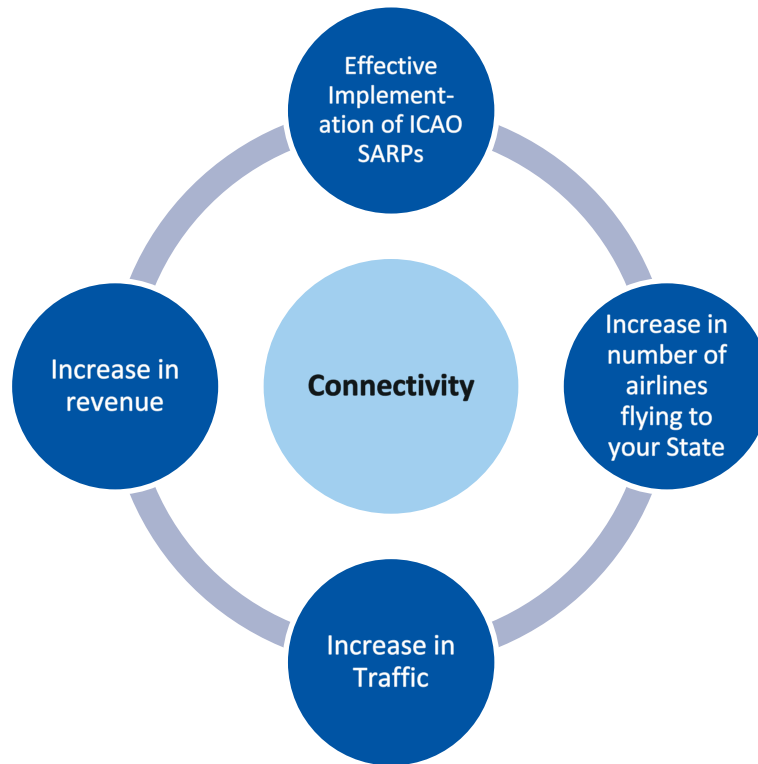 Effective
Implement-
ation of ICAO
SARPs
Increase in
number of
airlines
flying to
your State
Increase in
revenue
Connectivity
Increase in
Traffic